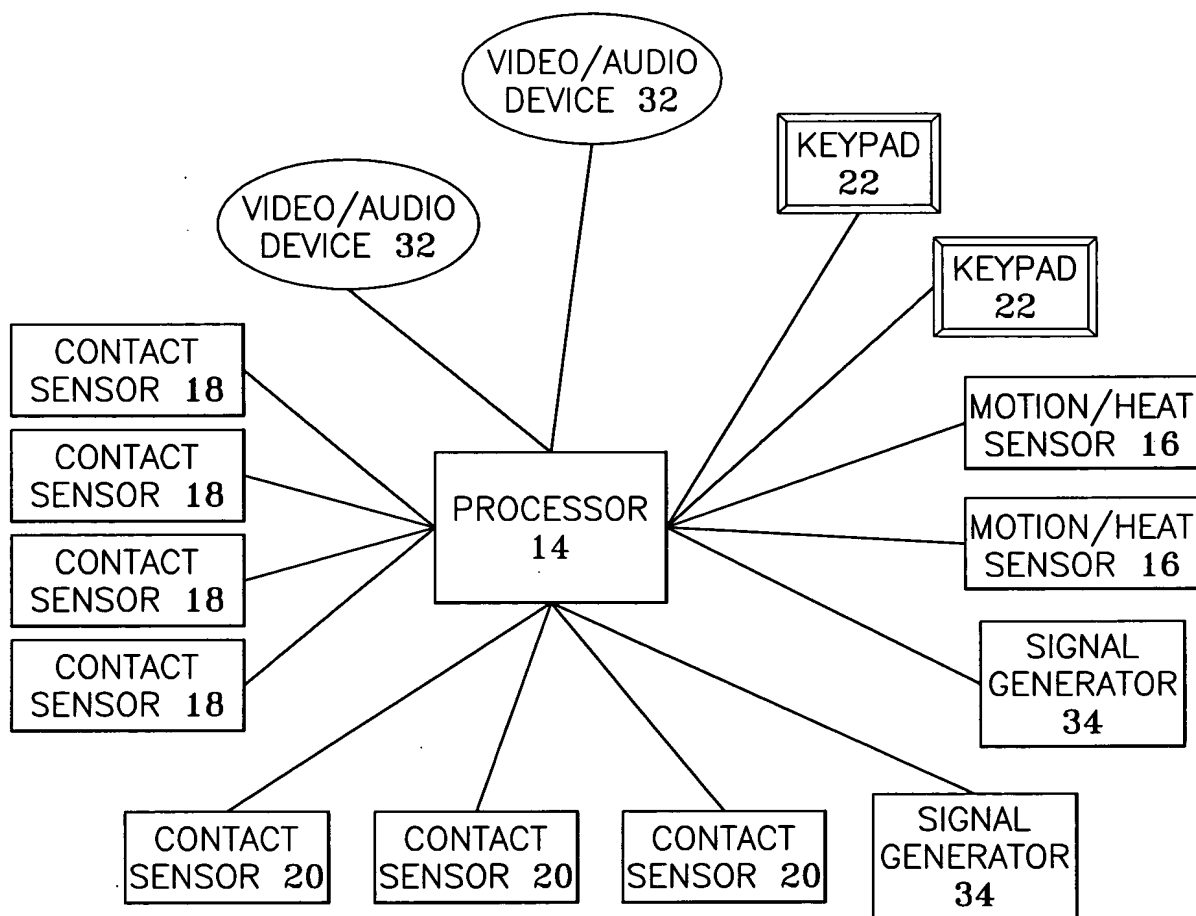 VIDEO/AUDIO
DEVICE 32
VIDEO/AUDIO
DEVICE 32
KEYPAD
22
KEYPAD
22
CONTACT
SENSOR 18
CONTACT
SENSOR 18
CONTACT
SENSOR 18
CONTACT
SENSOR 18
PROCESSOR
14
MOTION/HEAT
SENSOR 16
MOTION/HEAT
SENSOR 16
SIGNAL
GENERATOR
34
CONTACT
SENSOR 20
CONTACT
SENSOR 20
CONTACT
SENSOR 20
SIGNAL
GENERATOR
34